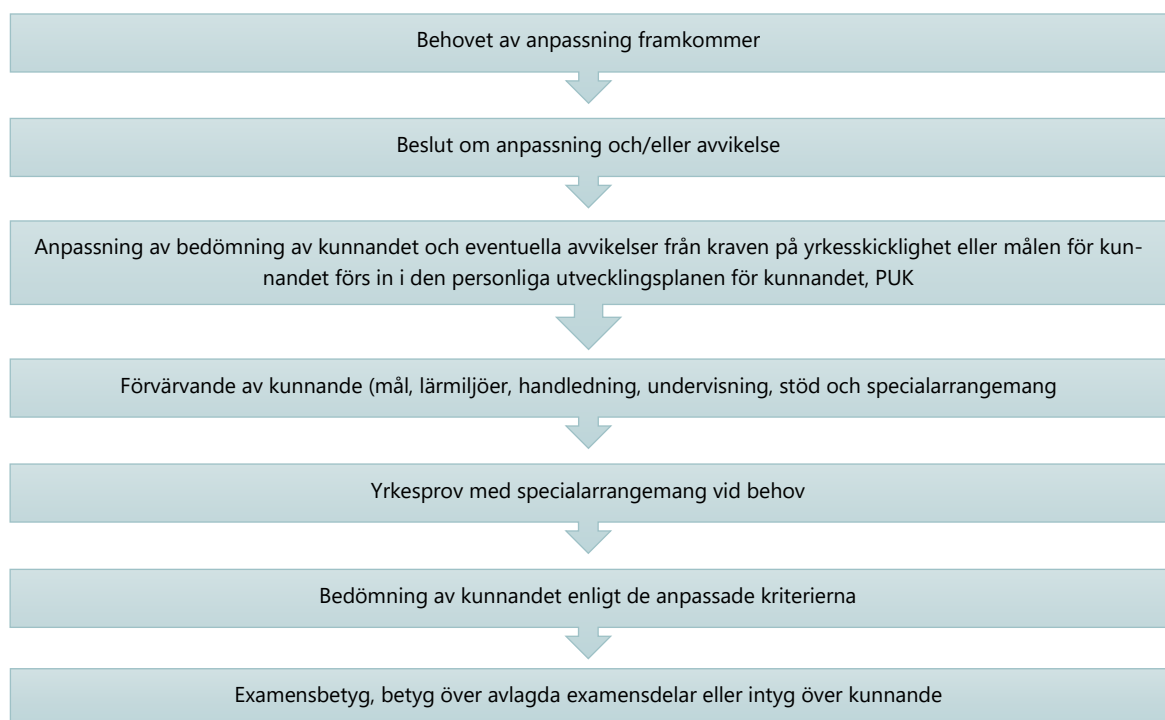 Behovet av anpassning framkommer
Beslut om anpassning och/eller avvikelse
Anpassning av bedömning av kunnandet och eventuella avvikelser från kraven på yrkesskicklighet eller målen för kun-
nandet förs in i den personliga utvecklingsplanen för kunnandet, PUK
Förvärvande av kunnande (mål, lärmiljöer, handledning, undervisning, stöd och specialarrangemang
Yrkesprov med specialarrangemang vid behov
Bedömning av kunnandet enligt de anpassade kriterierna
Examensbetyg, betyg över avlagda examensdelar eller intyg över kunnande